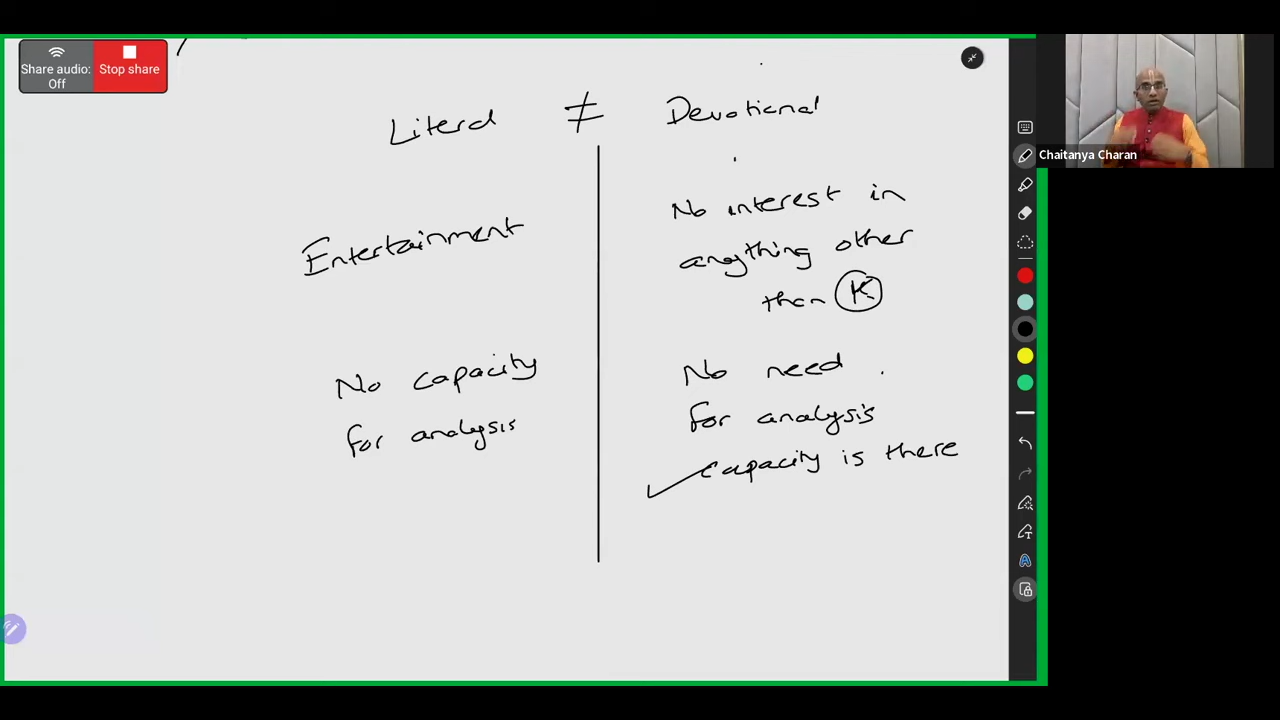 Share audio:
Off
Stop share
Chaitanya Charan
Literal ≠ Devotional
Entertainment
No interest in
anything other
than K
No capacity
for analysis
No need
for analysis
✓ capacity is there